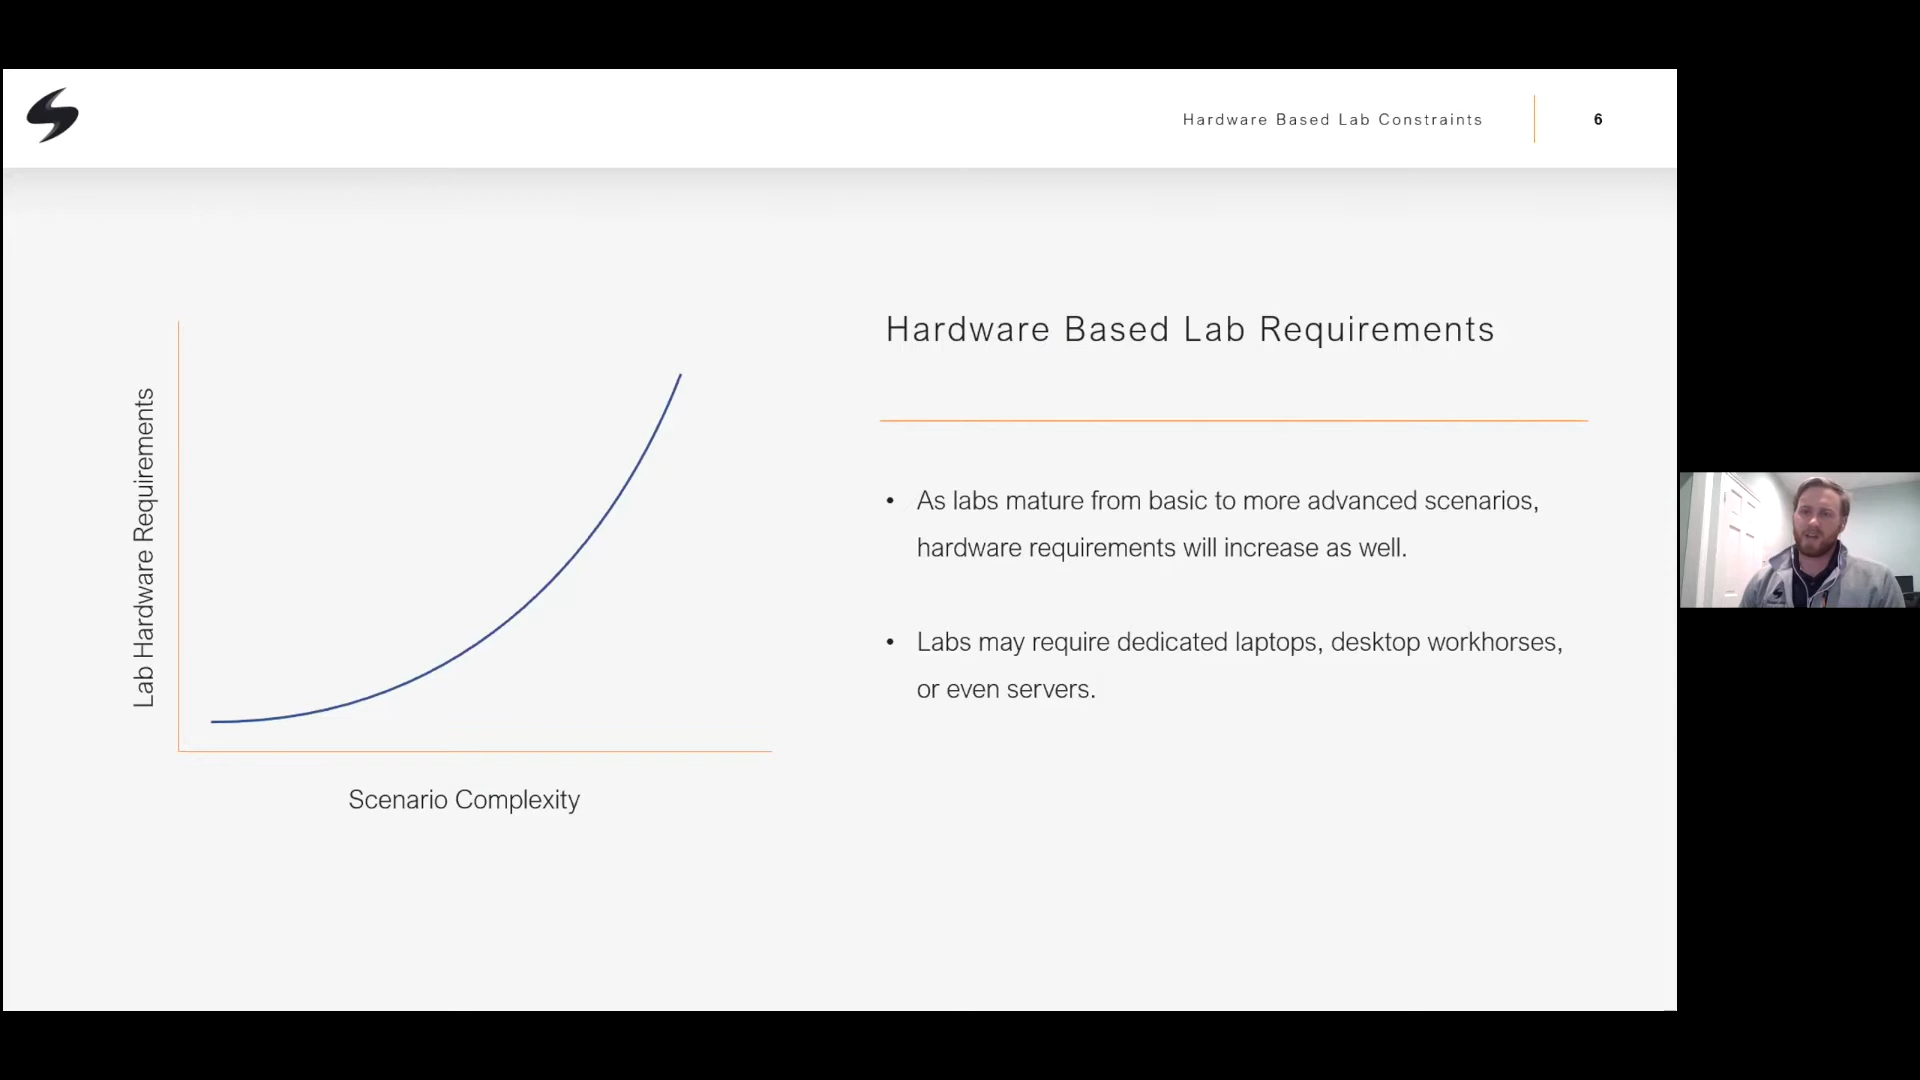 Hardware Based Lab Constraints
6
Lab Hardware Requirements
Scenario Complexity
Hardware Based Lab Requirements
• As labs mature from basic to more advanced scenarios,
hardware requirements will increase as well.
• Labs may require dedicated laptops, desktop workhorses,
or even servers.